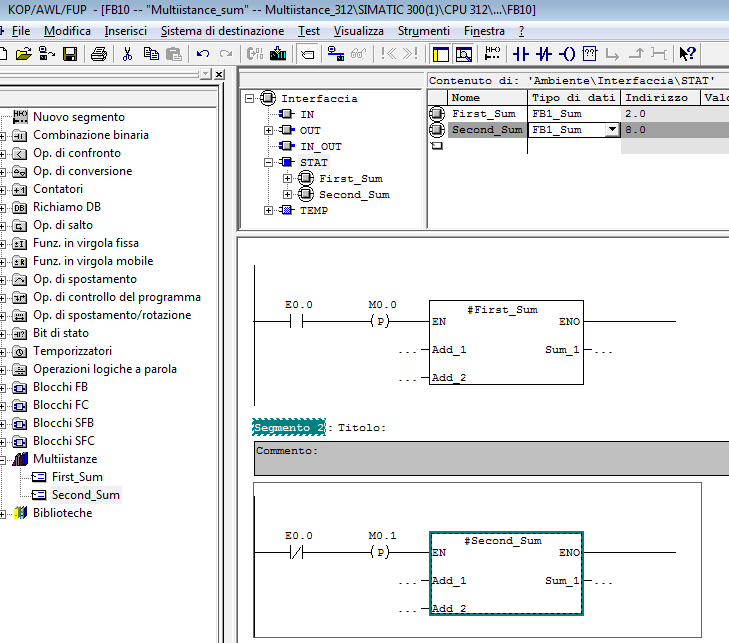 KOP/AWL/FUP - [FB10 -- "Multiistance_sum" -- Multiistance_312\SIMATIC 300(1)\CPU 312\...\FB10]
File Modifica Inserisci Sistema di destinazione Test Visualizza Strumenti Finestra ?
Nuovo segmento
Combinazione binaria
Op. di confronto
Op. di conversione
Contatori
Richiamo DB
Op. di salto
Funz. in virgola fissa
Funz. in virgola mobile
Op. di spostamento
Op. di controllo del programma
Op. di spostamento/rotazione
Bit di stato
Temporizzatori
Operazioni logiche a parola
Blocchi FB
Blocchi FC
Blocchi SFB
Blocchi SFC
Multiistanze
First_Sum
Second_Sum
Biblioteche
Interfaccia
IN
OUT
IN_OUT
STAT
First_Sum
Second_Sum
TEMP
Contenuto di: 'Ambiente\Interfaccia\STAT'
Nome Tipo di dati Indirizzo Valo
First_Sum FB1_Sum 2.0
Second_Sum FB1_Sum 8.0
E0.0 M0.0 #First_Sum
P EN ENO
... Add_1 Sum_1 ...
... Add_2
Segmento 2: Titolo:
Commento:
E0.0 M0.1 #Second_Sum
P EN ENO
... Add_1 Sum_1 ...
... Add_2